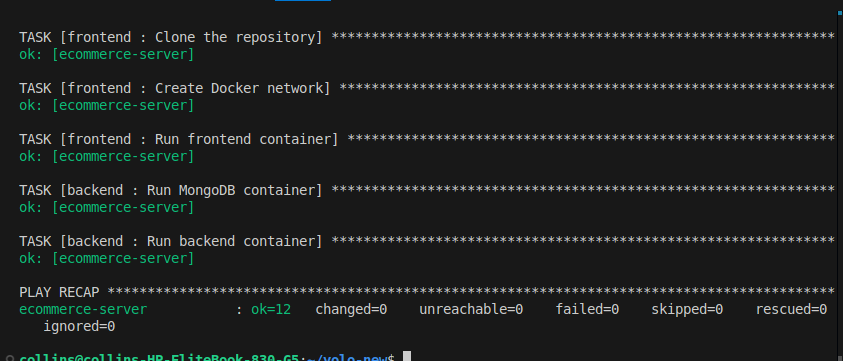 TASK [frontend : Clone the repository] ***************************************************************
ok: [ecommerce-server]
TASK [frontend : Create Docker network] **************************************************************
ok: [ecommerce-server]
TASK [frontend : Run frontend container] *************************************************************
ok: [ecommerce-server]
TASK [backend : Run MongoDB container] ***************************************************************
ok: [ecommerce-server]
TASK [backend : Run backend container] ***************************************************************
ok: [ecommerce-server]
PLAY RECAP *******************************************************************************************
ecommerce-server           : ok=12   changed=0    unreachable=0    failed=0    skipped=0    rescued=0
   ignored=0
collins@collins-HP-EliteBook-830-G5:~/yolo-new$